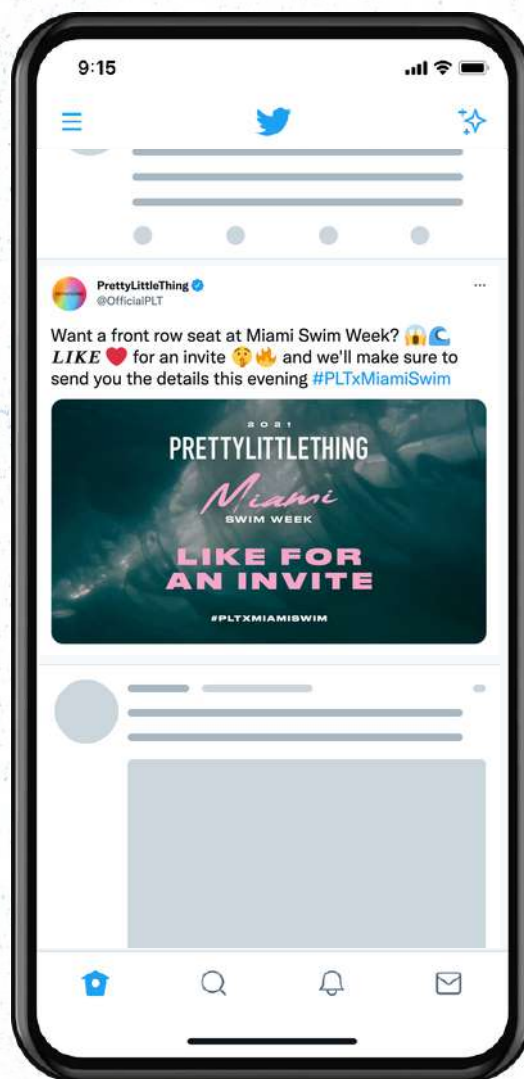 9:15
PrettyLittleThing
@OfficialPLT
Want a front row seat at Miami Swim Week? 😱🌊
LIKE ❤️ for an invite 🤫🔥 and we'll make sure to
send you the details this evening #PLTxMiamiSwim
2021
PRETTYLITTLETHING
Miami
SWIM WEEK
LIKE FOR
AN INVITE
#PLTXMIAMISWIM